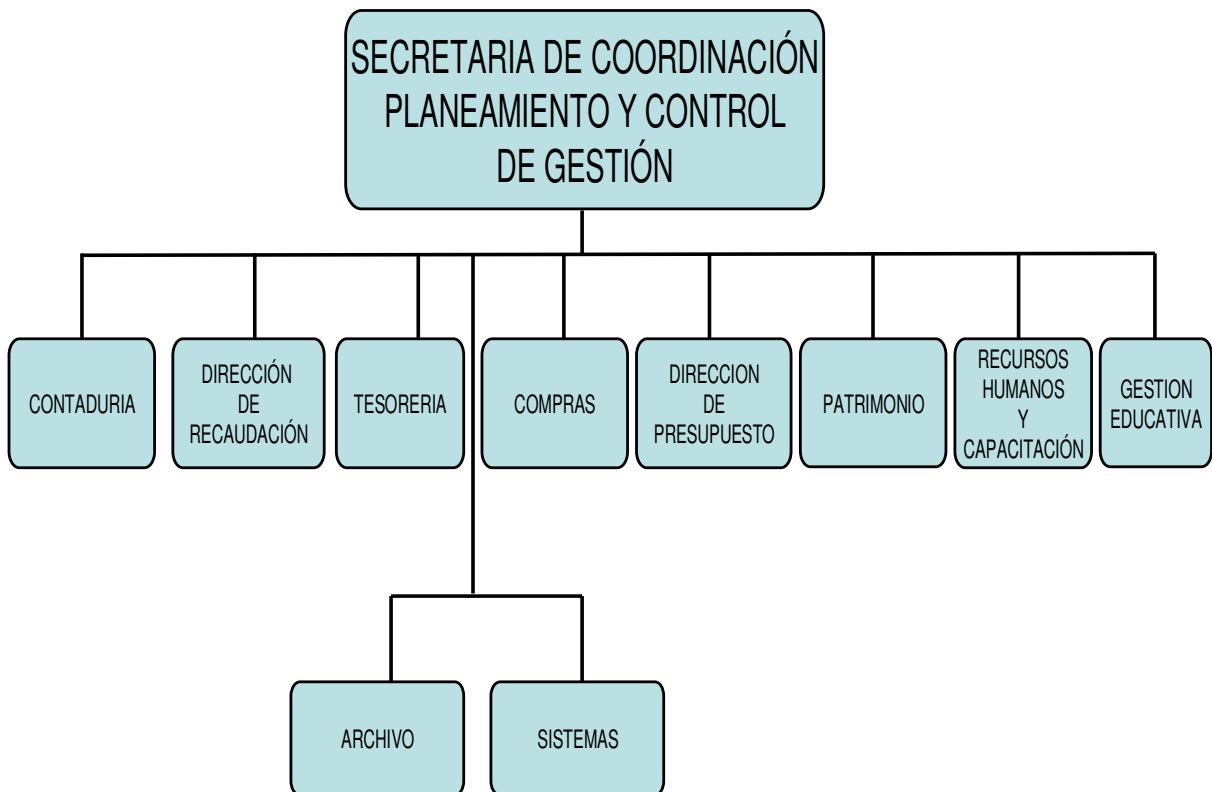 SECRETARIA DE COORDINACIÓN
PLANEAMIENTO Y CONTROL
DE GESTIÓN
CONTADURIA
DIRECCIÓN
DE
RECAUDACIÓN
TESORERIA
COMPRAS
DIRECCION
DE
PRESUPUESTO
PATRIMONIO
RECURSOS
HUMANOS
Y
CAPACITACIÓN
GESTION
EDUCATIVA
ARCHIVO
SISTEMAS